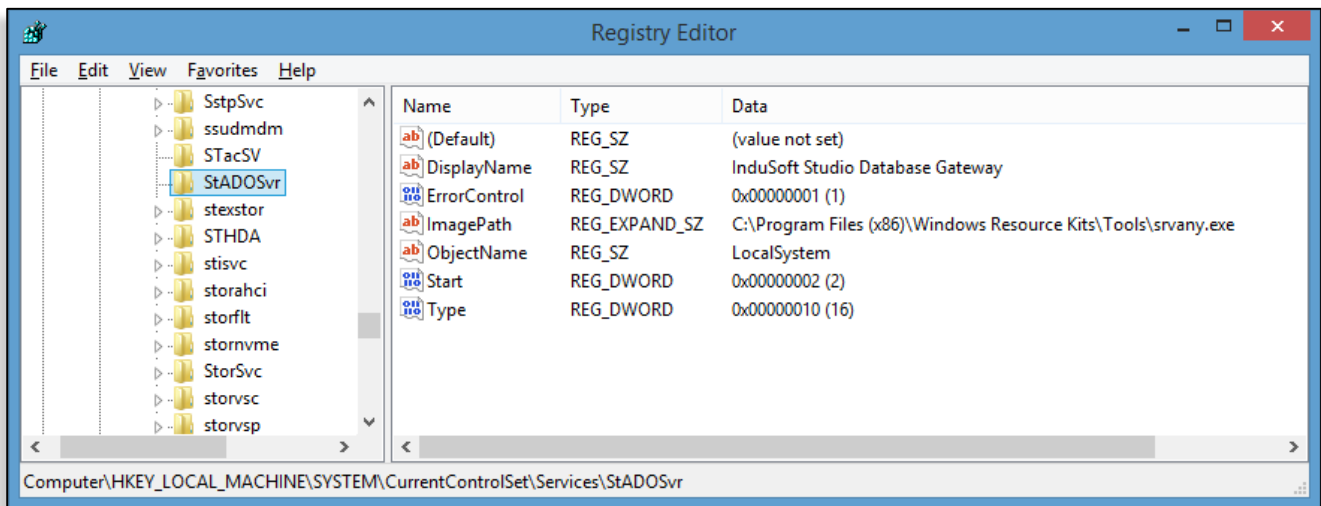 Registry Editor
File Edit View Favorites Help
SstpSvc
ssudmdm
STacSV
StADOSvr
stexstor
STHDA
stisvc
storahci
storflt
stornvme
StorSvc
storvsc
storvsp
Name Type Data
(Default) REG_SZ (value not set)
DisplayName REG_SZ InduSoft Studio Database Gateway
ErrorControl REG_DWORD 0x00000001 (1)
ImagePath REG_EXPAND_SZ C:\Program Files (x86)\Windows Resource Kits\Tools\srvany.exe
ObjectName REG_SZ LocalSystem
Start REG_DWORD 0x00000002 (2)
Type REG_DWORD 0x00000010 (16)
Computer\HKEY_LOCAL_MACHINE\SYSTEM\CurrentControlSet\Services\StADOSvr